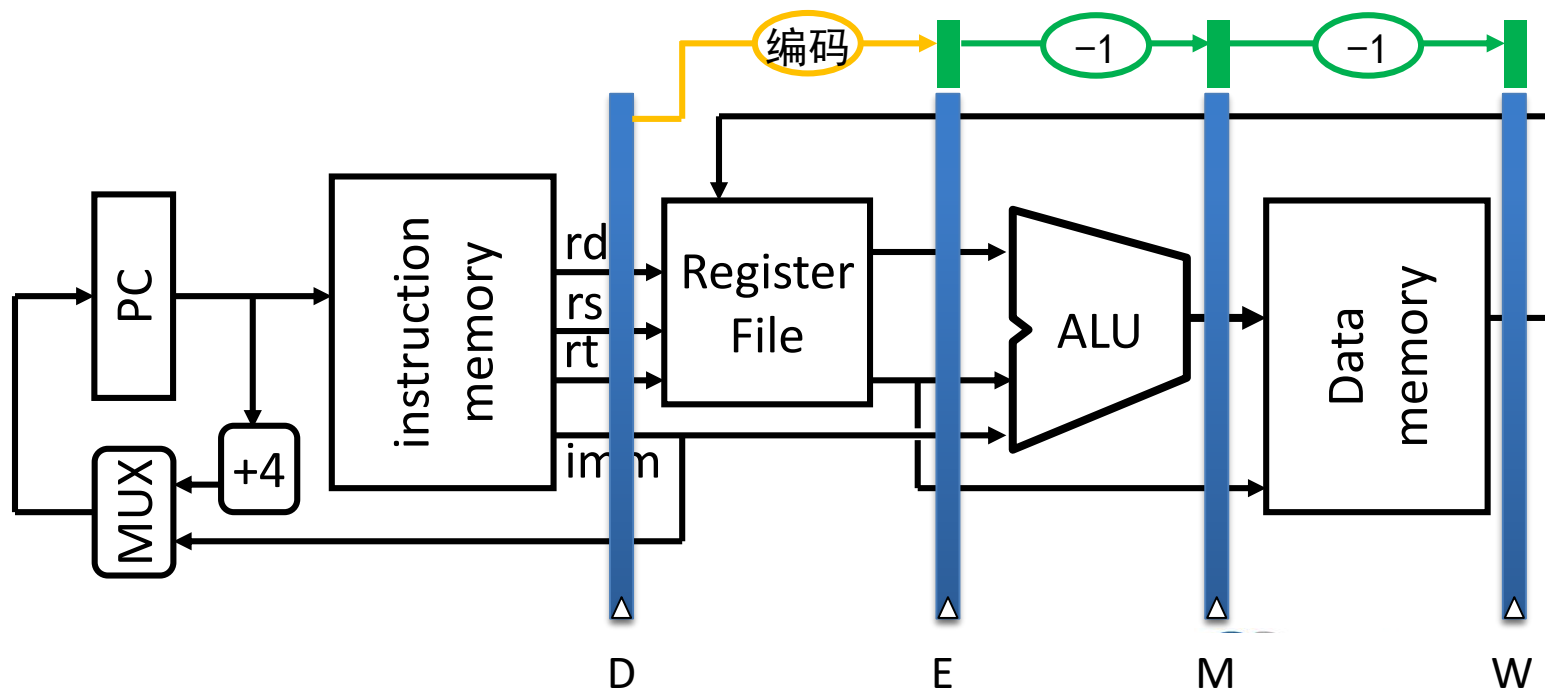 编码
−1
−1
PC
instruction
memory
rd
rs
rt
imm
Register
File
ALU
Data
memory
+4
MUX
D
E
M
W